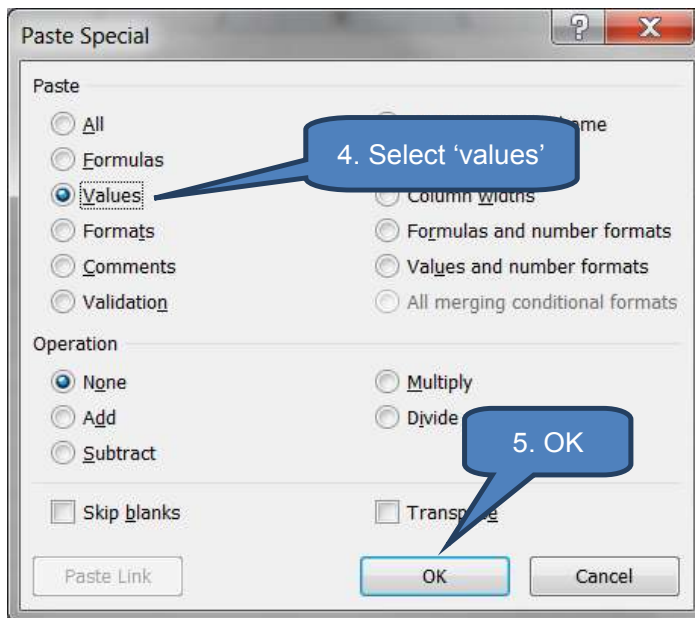 Paste Special
Paste
All
Formulas
Values
Formats
Comments
Validation
4. Select ‘values’
Column widths
Formulas and number formats
Values and number formats
All merging conditional formats
Operation
None
Add
Subtract
Multiply
Divide
5. OK
Skip blanks
Transpose
Paste Link
OK
Cancel